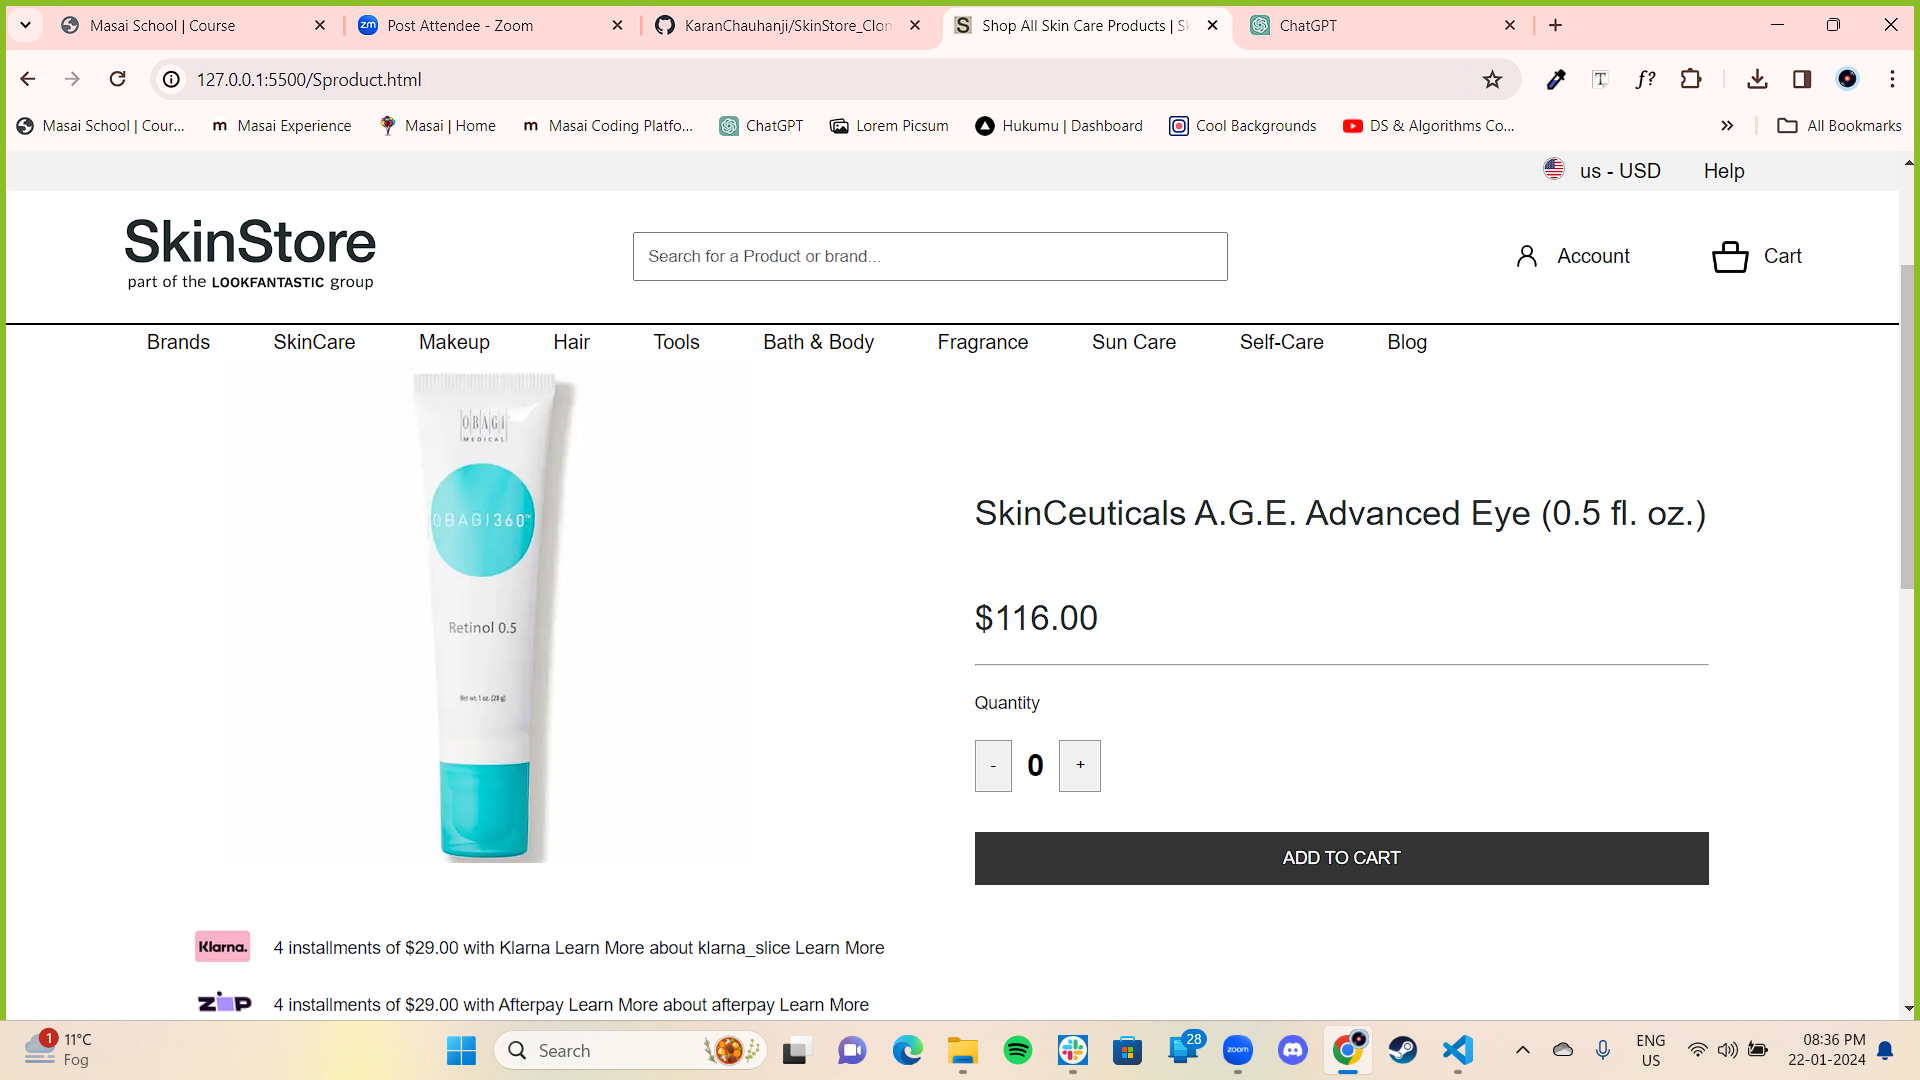 Masai School | Course
Post Attendee - Zoom
KaranChauhanji/SkinStore_Clon
Shop All Skin Care Products | Sk
ChatGPT
127.0.0.1:5500/Sproduct.html
Masai School | Cour...
Masai Experience
Masai | Home
Masai Coding Platfo...
ChatGPT
Lorem Picsum
Hukumu | Dashboard
Cool Backgrounds
DS & Algorithms Co...
All Bookmarks
us - USD
Help
SkinStore
part of the LOOKFANTASTIC group
Search for a Product or brand...
Account
Cart
Brands
SkinCare
Makeup
Hair
Tools
Bath & Body
Fragrance
Sun Care
Self-Care
Blog
OBAGI
MEDICAL
OBAGI360™
Retinol 0.5
Net wt. 1 oz. (28 g)
SkinCeuticals A.G.E. Advanced Eye (0.5 fl. oz.)
$116.00
Quantity
- 0 +
ADD TO CART
Klarna.
4 installments of $29.00 with Klarna Learn More about klarna_slice Learn More
ZIP
4 installments of $29.00 with Afterpay Learn More about afterpay Learn More
1
11°C
Fog
Search
28
zoom
ENG
US
08:36 PM
22-01-2024